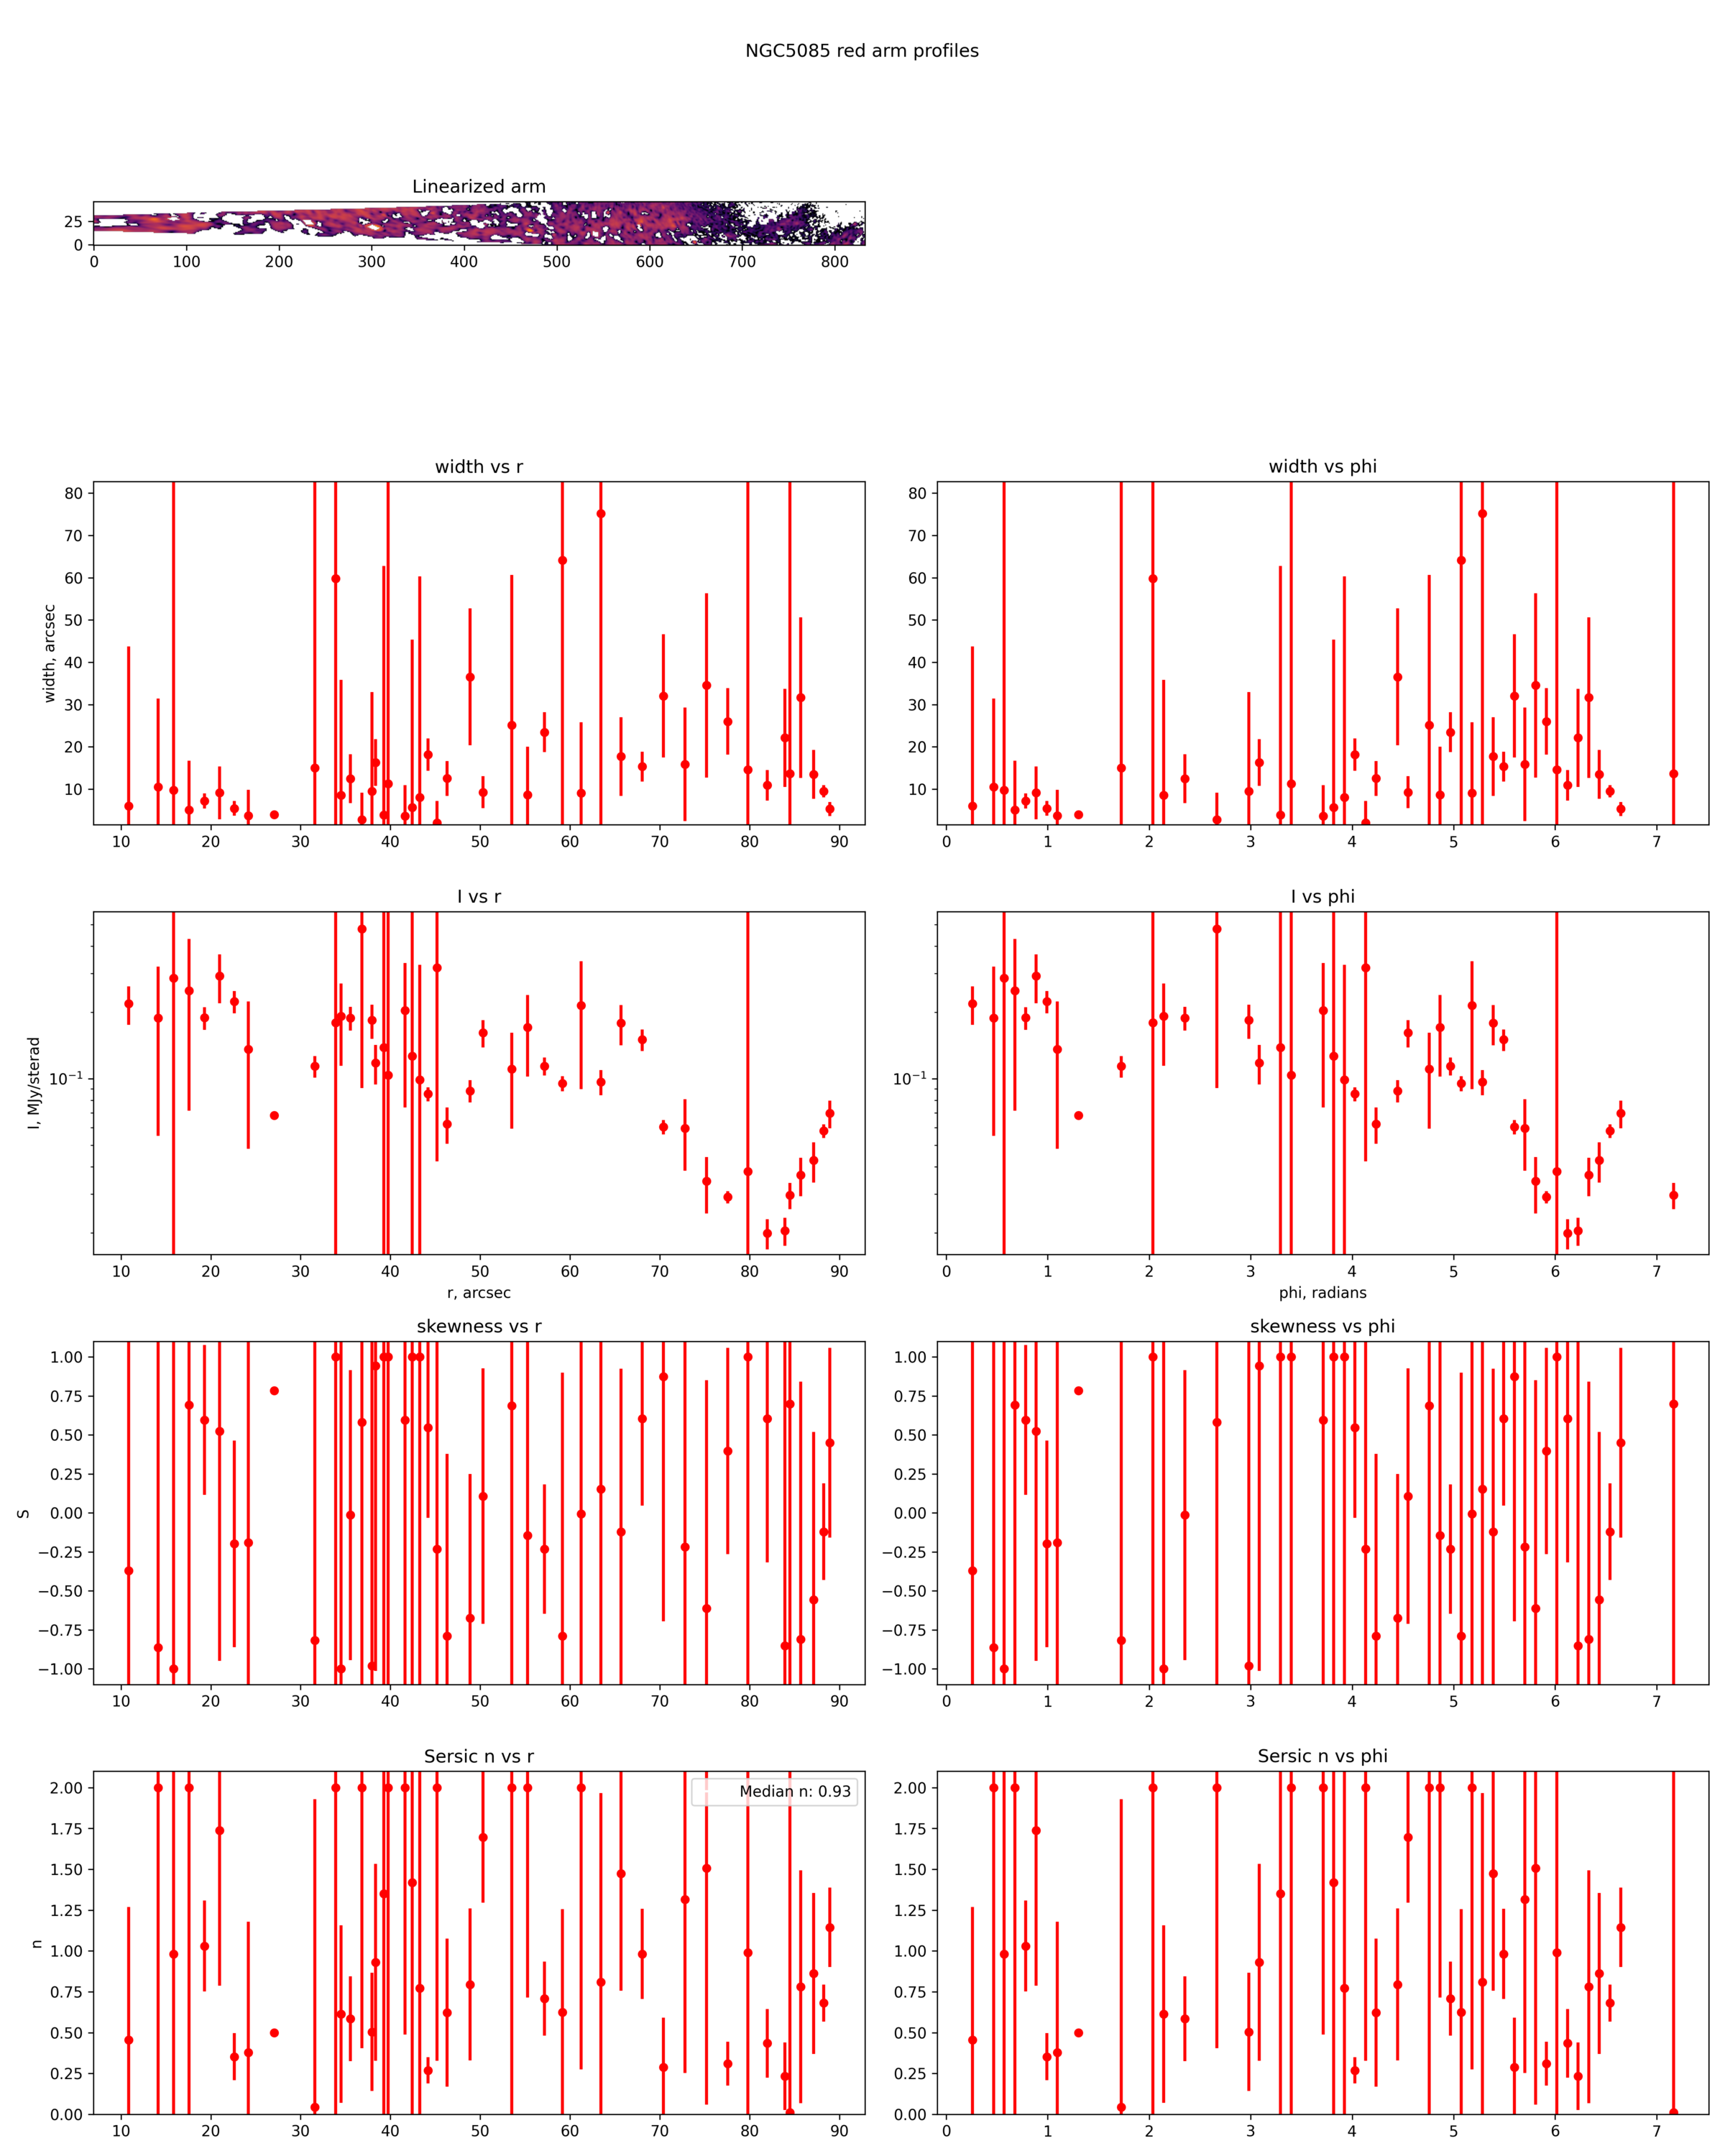 NGC5085 red arm profiles
Linearized arm
25
0
0 100 200 300 400 500 600 700 800
width vs r
width vs phi
width, arcsec
80
70
60
50
40
30
20
10
10 20 30 40 50 60 70 80 90
80
70
60
50
40
30
20
10
0 1 2 3 4 5 6 7
I vs r
I vs phi
I, MJy/sterad
10⁻¹
10 20 30 40 50 60 70 80 90
r, arcsec
10⁻¹
0 1 2 3 4 5 6 7
phi, radians
skewness vs r
skewness vs phi
S
1.00
0.75
0.50
0.25
0.00
−0.25
−0.50
−0.75
−1.00
10 20 30 40 50 60 70 80 90
1.00
0.75
0.50
0.25
0.00
−0.25
−0.50
−0.75
−1.00
0 1 2 3 4 5 6 7
Sersic n vs r
Sersic n vs phi
n
2.00
1.75
1.50
1.25
1.00
0.75
0.50
0.25
0.00
Median n: 0.93
10 20 30 40 50 60 70 80 90
2.00
1.75
1.50
1.25
1.00
0.75
0.50
0.25
0.00
0 1 2 3 4 5 6 7